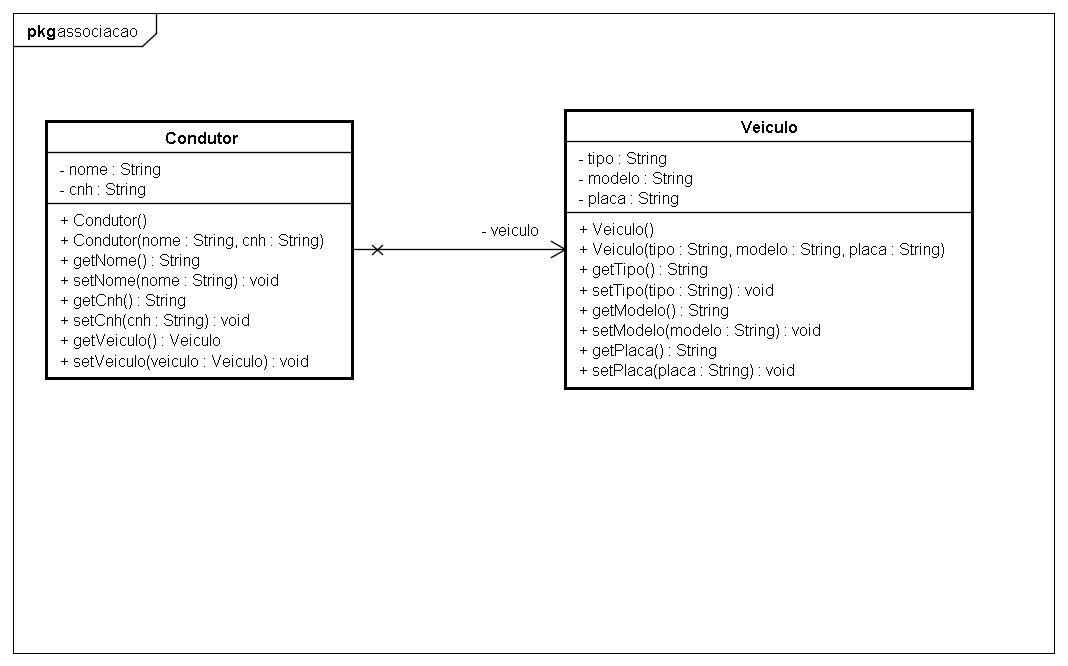 pkg associacao
Condutor
- nome : String
- cnh : String
+ Condutor()
+ Condutor(nome : String, cnh : String)
+ getNome() : String
+ setNome(nome : String) : void
+ getCnh() : String
+ setCnh(cnh : String) : void
+ getVeiculo() : Veiculo
+ setVeiculo(veiculo : Veiculo) : void
- veiculo
Veiculo
- tipo : String
- modelo : String
- placa : String
+ Veiculo()
+ Veiculo(tipo : String, modelo : String, placa : String)
+ getTipo() : String
+ setTipo(tipo : String) : void
+ getModelo() : String
+ setModelo(modelo : String) : void
+ getPlaca() : String
+ setPlaca(placa : String) : void